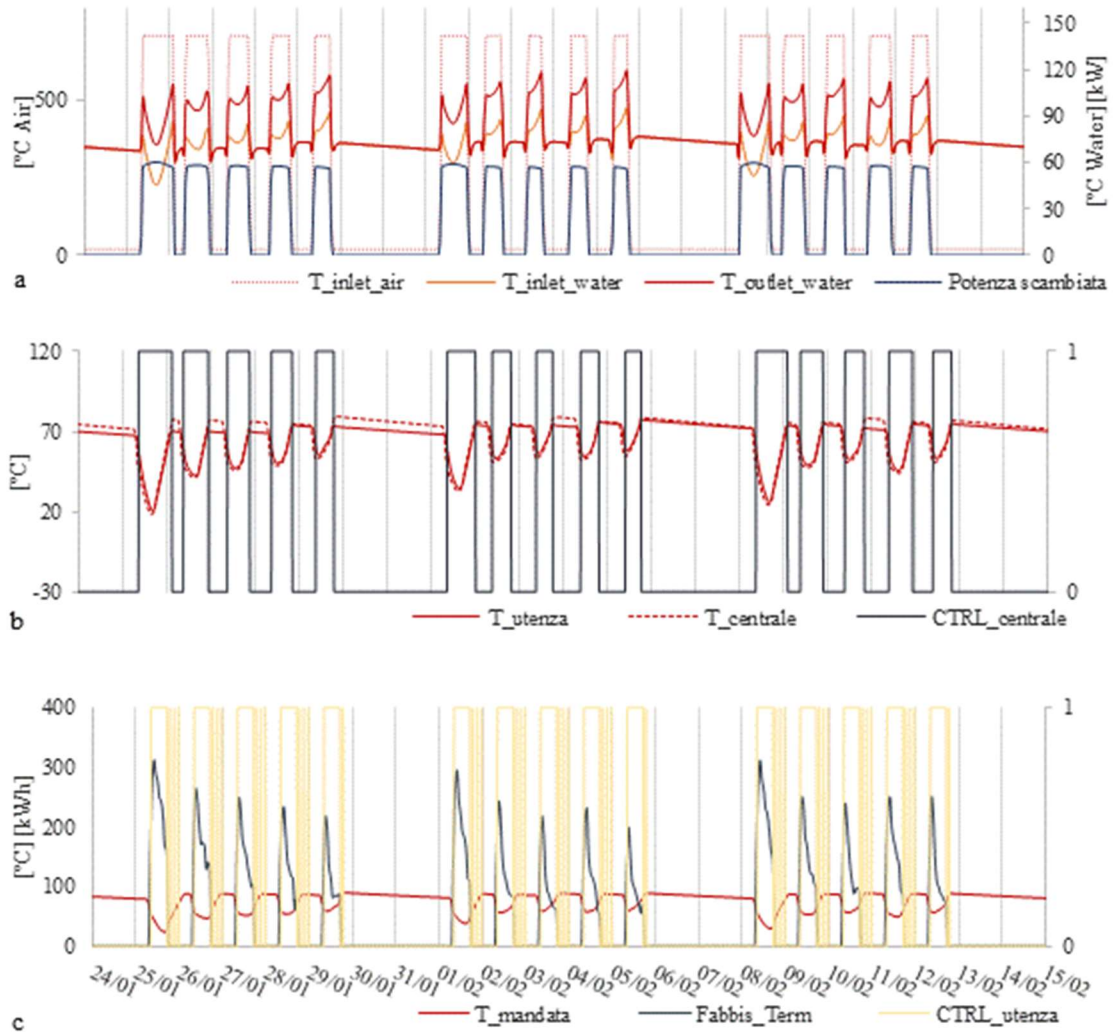 150
120
90
60
30
0
500
0
[°C Air]
[°C Water] [kW]
a
T_inlet_air T_inlet_water T_outlet_water Potenza scambiata
120
70
20
-30
1
0
[°C]
b
T_utenza T_centrale CTRL_centrale
400
300
200
100
0
1
0
[°C] [kWh]
24/01 25/01 26/01 27/01 28/01 29/01 30/01 31/01 01/02 02/02 03/02 04/02 05/02 06/02 07/02 08/02 09/02 10/02 11/02 12/02 13/02 14/02 15/02
c
T_mandata Fabbis_Term CTRL_utenza